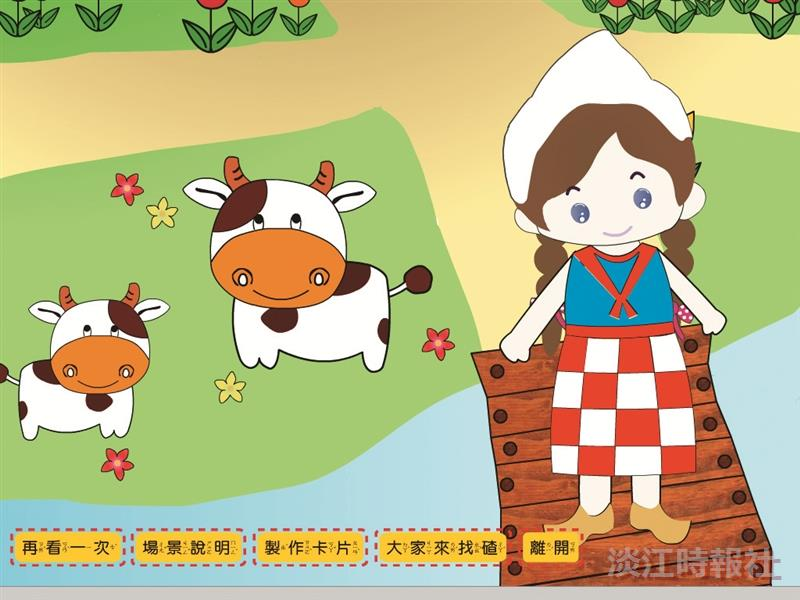 再看一次
場景說明
製作卡片
大家來找碴
離開
淡江時報社